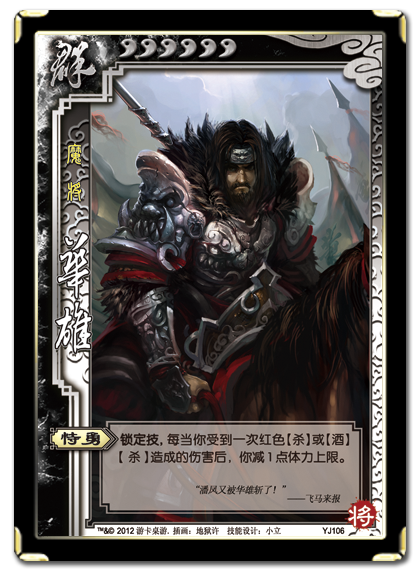 群
魔将
華雄
恃勇
锁定技，每当你受到一次红色【杀】或【酒】
【杀】造成的伤害后，你减1点体力上限。
“潘凤又被华雄斩了！”
——飞马来报
™&© 2012 游卡桌游. 插画：地狱许 技能设计：小立 YJ106
将